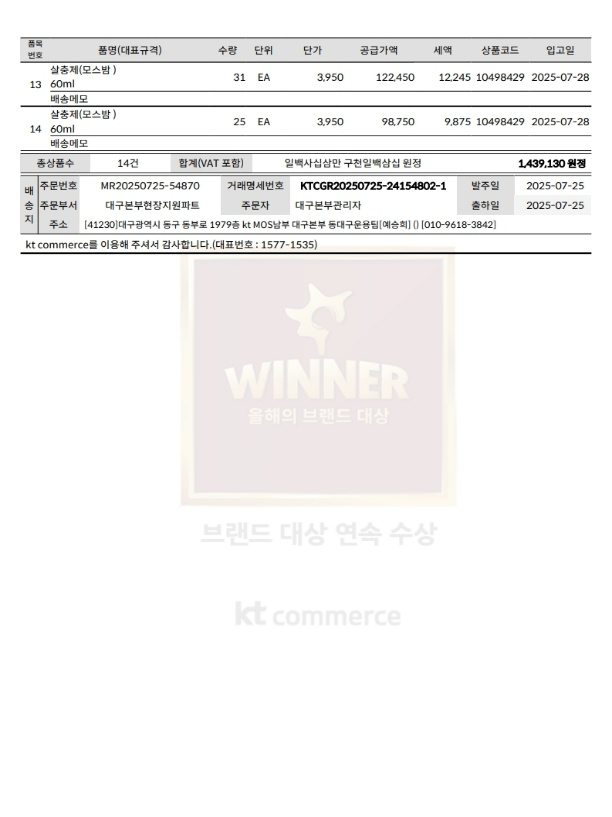 품목
번호 품명(대표규격) 수량 단위 단가 공급가액 세액 상품코드 입고일
살충제(모스밤 )
13 60ml 31 EA 3,950 122,450 12,245 10498429 2025-07-28
배송메모
살충제(모스밤 )
14 60ml 25 EA 3,950 98,750 9,875 10498429 2025-07-28
배송메모
총상품수 14건 합계(VAT 포함) 일백사십삼만 구천일백삼십 원정 1,439,130 원정
배송지
주문번호 MR20250725-54870 거래명세번호 KTCGR20250725-24154802-1 발주일 2025-07-25
주문부서 대구본부현장지원파트 주문자 대구본부관리자 출하일 2025-07-25
주소 [41230]대구광역시 동구 동부로 1979층 kt MOS남부 대구본부 동대구운용팀[예승희] () [010-9618-3842]
kt commerce를 이용해 주셔서 감사합니다.(대표번호 : 1577-1535)
WINNER
올해의 브랜드 대상
브랜드 대상 연속 수상
kt commerce